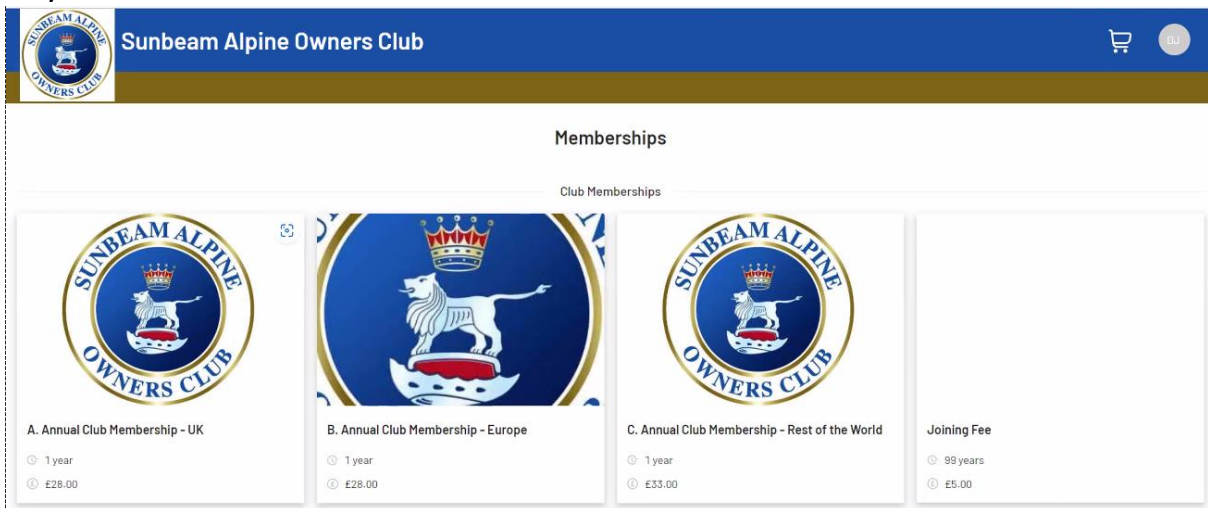 SUNBEAM ALPINE
OWNERS CLUB
Sunbeam Alpine Owners Club
DJ
Memberships
Club Memberships
SUNBEAM ALPINE
OWNERS CLUB
SUNBEAM ALPINE
OWNERS CLUB
A. Annual Club Membership - UK
1 year
£28.00
B. Annual Club Membership - Europe
1 year
£28.00
C. Annual Club Membership - Rest of the World
1 year
£33.00
Joining Fee
99 years
£5.00